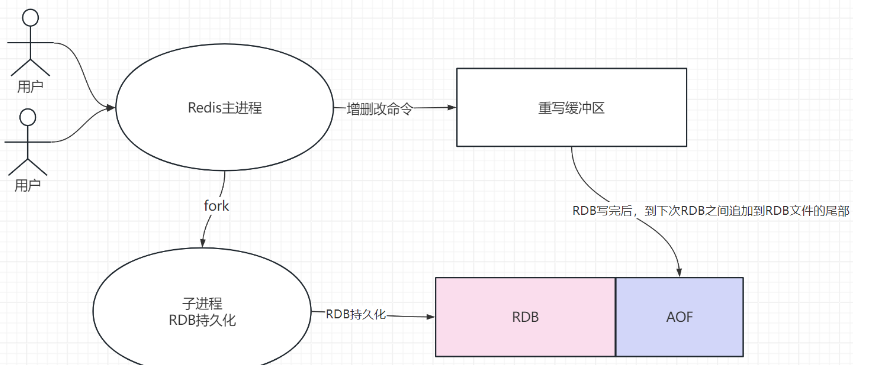 用户
用户
Redis主进程
增删改命令
重写缓冲区
fork
RDB写完后，到下次RDB之间追加到RDB文件的尾部
子进程
RDB持久化
RDB持久化
RDB
AOF